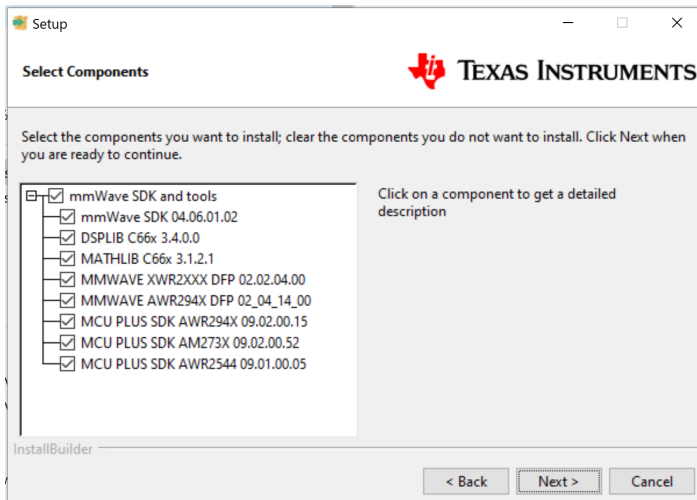 Setup
Select Components
TEXAS INSTRUMENTS
Select the components you want to install; clear the components you do not want to install. Click Next when
you are ready to continue.
mmWave SDK and tools
mmWave SDK 04.06.01.02
DSPLIB C66x 3.4.0.0
MATHLIB C66x 3.1.2.1
MMWAVE XWR2XXX DFP 02.02.04.00
MMWAVE AWR294X DFP 02_04_14_00
MCU PLUS SDK AWR294X 09.02.00.15
MCU PLUS SDK AM273X 09.02.00.52
MCU PLUS SDK AWR2544 09.01.00.05
Click on a component to get a detailed
description
InstallBuilder
< Back
Next >
Cancel